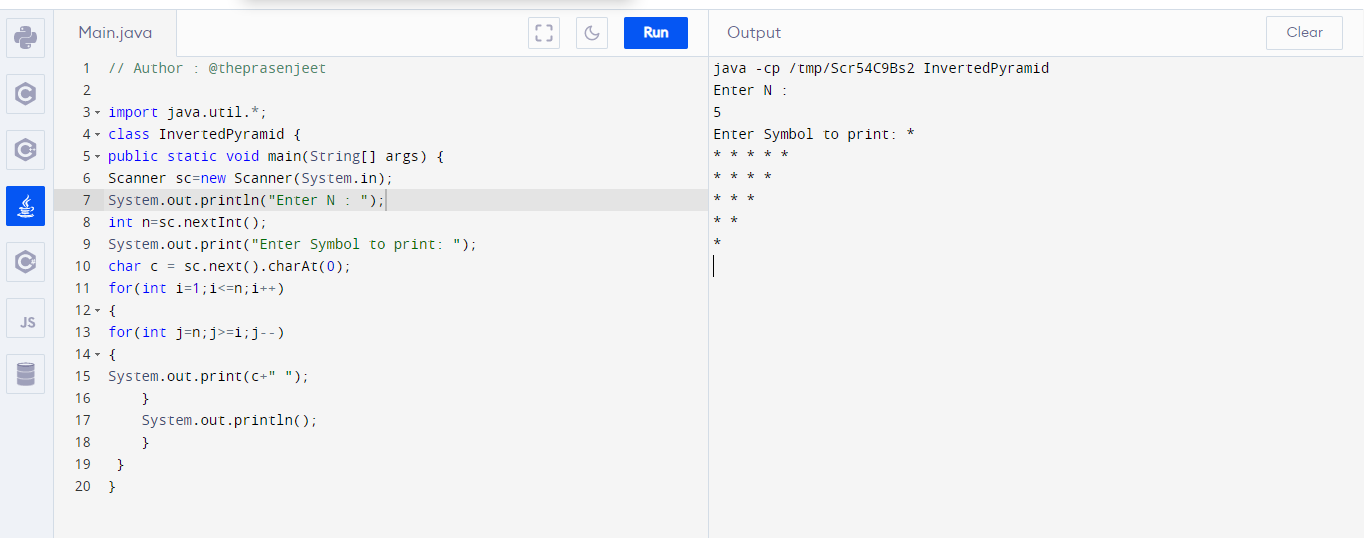 Main.java
Run
Output
Clear
1 // Author : @theprasenjeet
2
3 import java.util.*;
4 class InvertedPyramid {
5 public static void main(String[] args) {
6 Scanner sc=new Scanner(System.in);
7 System.out.println("Enter N : ");
8 int n=sc.nextInt();
9 System.out.print("Enter Symbol to print: ");
10 char c = sc.next().charAt(0);
11 for(int i=1;i<=n;i++)
12 {
13 for(int j=n;j>=i;j--)
14 {
15 System.out.print(c+" ");
16     }
17     System.out.println();
18     }
19  }
20 }
java -cp /tmp/Scr54C9Bs2 InvertedPyramid
Enter N :
5
Enter Symbol to print: *
* * * * *
* * * *
* * *
* *
*
C
C
C
JS